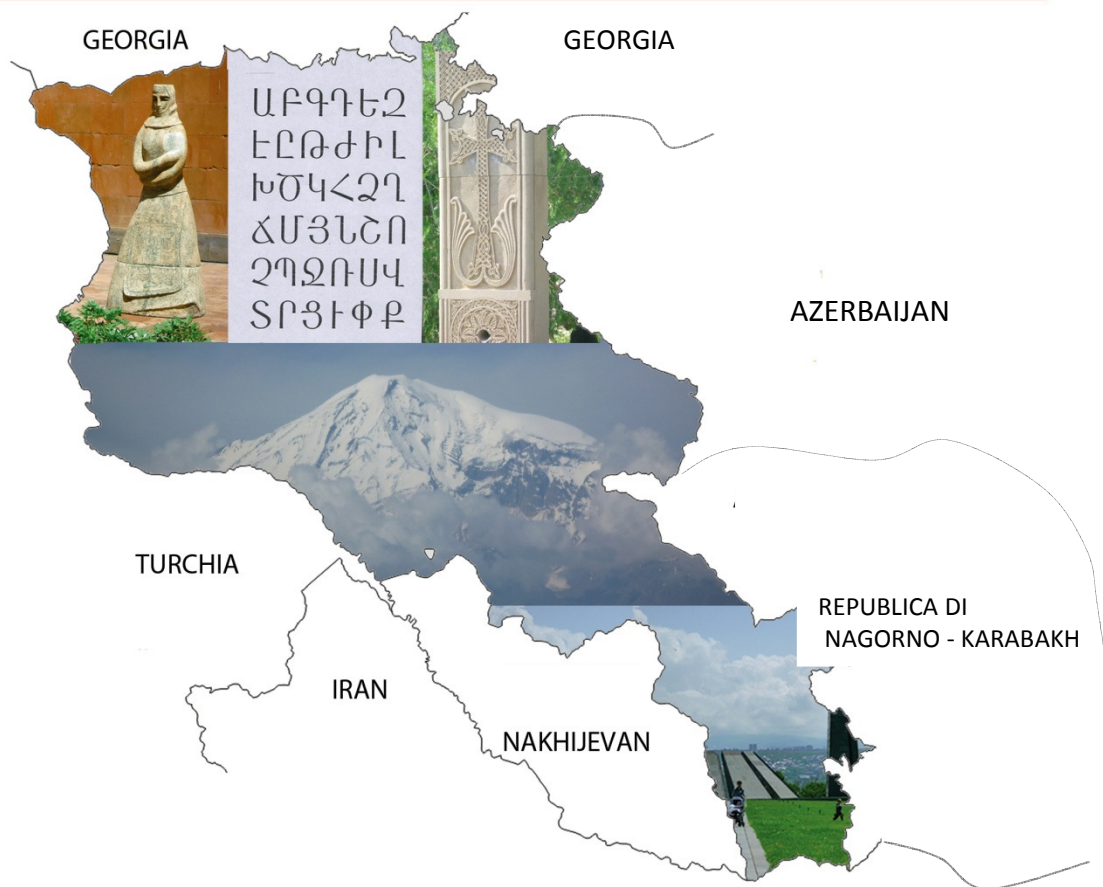 GEORGIA
GEORGIA
ԱԲԳԴԵԶ
ԷԸԹԺԻԼ
ԽԾԿՀՁՂ
ՃՄՅՆՇՈ
ՉՊՋՌՍՎ
ՏՐՑՒՓՔ
AZERBAIJAN
TURCHIA
REPUBLICA DI
NAGORNO - KARABAKH
IRAN
NAKHIJEVAN